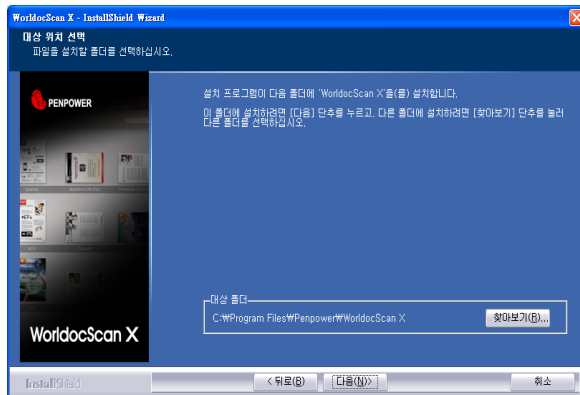 WorldocScan X - InstallShield Wizard
대상 위치 선택
파일을 설치할 폴더를 선택하십시오.
PENPOWER
설치 프로그램이 다음 폴더에 'WorldocScan X'을(를) 설치합니다.
이 폴더에 설치하려면 [다음] 단추를 누르고, 다른 폴더에 설치하려면 [찾아보기] 단추를 눌러
다른 폴더를 선택하십시오.
대상 폴더
C:₩Program Files₩Penpower₩WorldocScan X
찾아보기(R)...
WorldocScan X
InstallShield
< 뒤로(B)
다음(N)>
취소